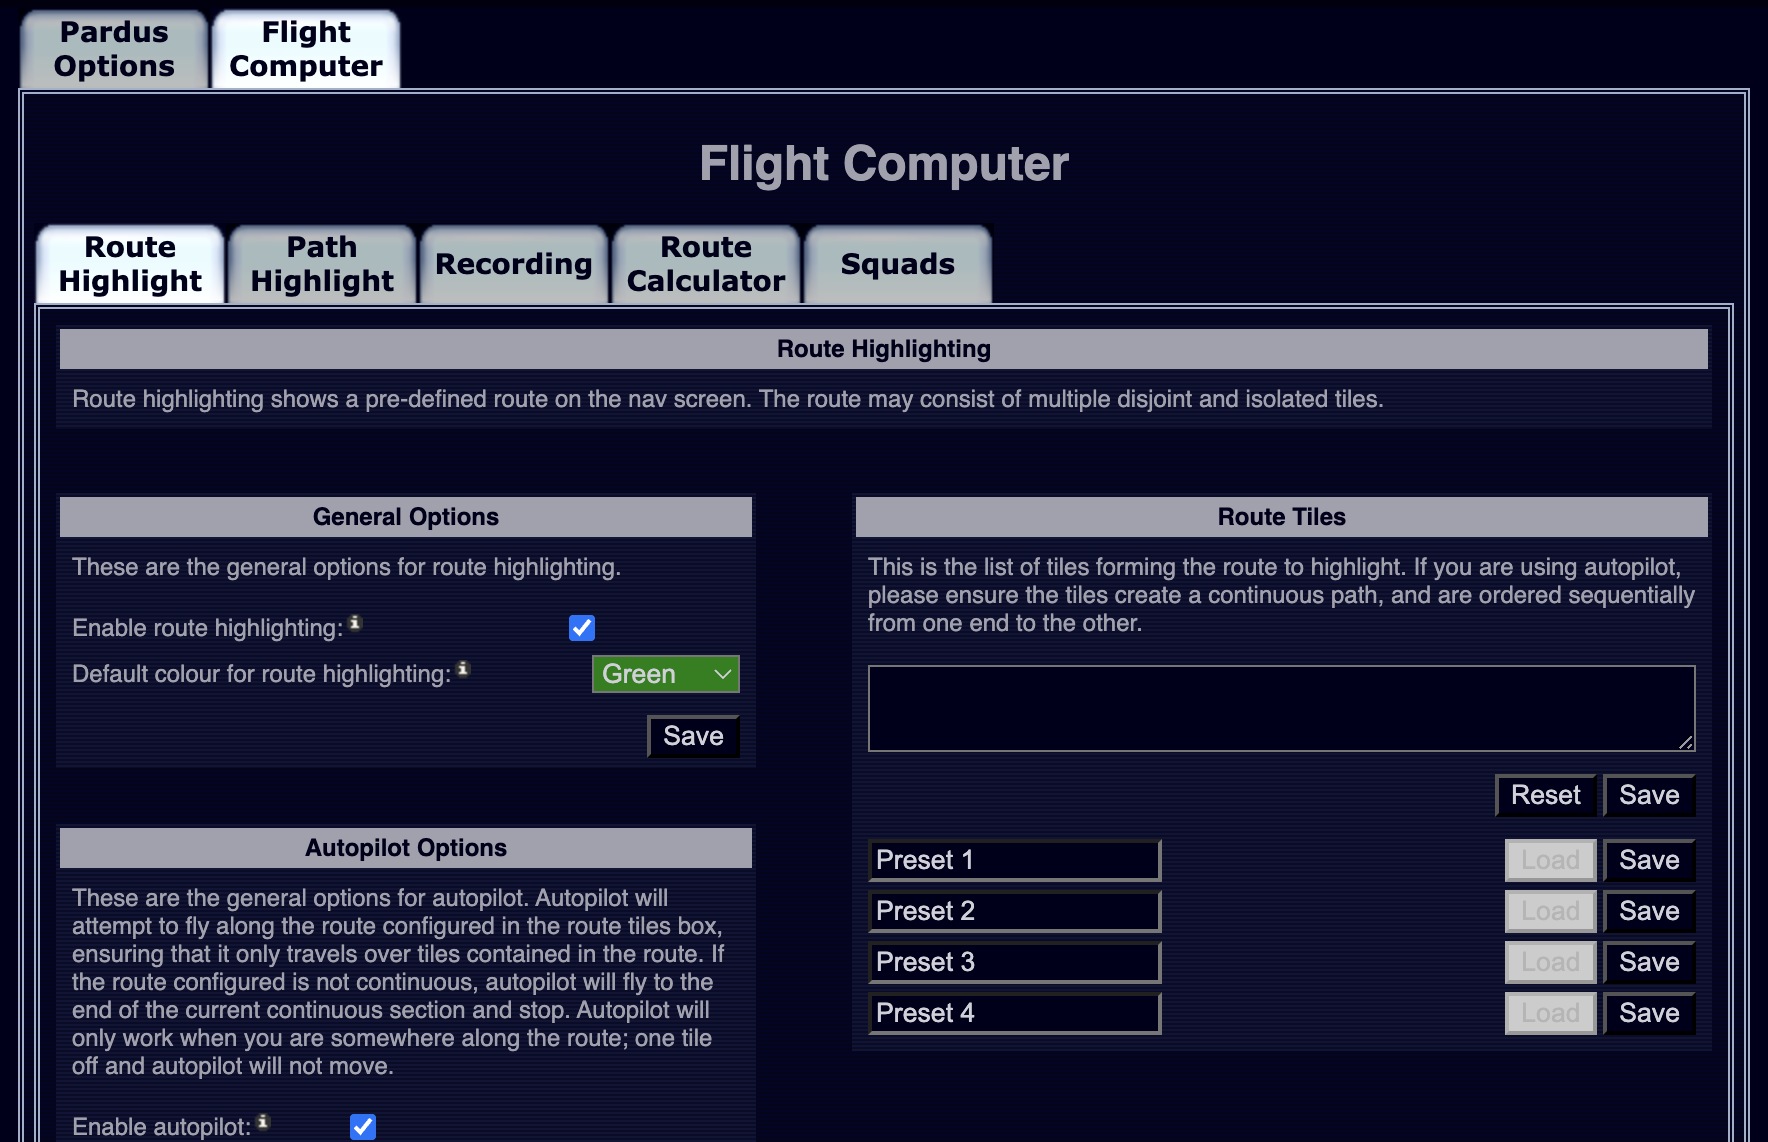 Pardus
Options
Flight
Computer
Flight Computer
Route
Highlight
Path
Highlight
Recording
Route
Calculator
Squads
Route Highlighting
Route highlighting shows a pre-defined route on the nav screen. The route may consist of multiple disjoint and isolated tiles.
General Options
These are the general options for route highlighting.
Enable route highlighting:
Default colour for route highlighting:
Green
Save
Autopilot Options
These are the general options for autopilot. Autopilot will
attempt to fly along the route configured in the route tiles box,
ensuring that it only travels over tiles contained in the route. If
the route configured is not continuous, autopilot will fly to the
end of the current continuous section and stop. Autopilot will
only work when you are somewhere along the route; one tile
off and autopilot will not move.
Enable autopilot:
Route Tiles
This is the list of tiles forming the route to highlight. If you are using autopilot,
please ensure the tiles create a continuous path, and are ordered sequentially
from one end to the other.
Reset Save
Preset 1 Load Save
Preset 2 Load Save
Preset 3 Load Save
Preset 4 Load Save